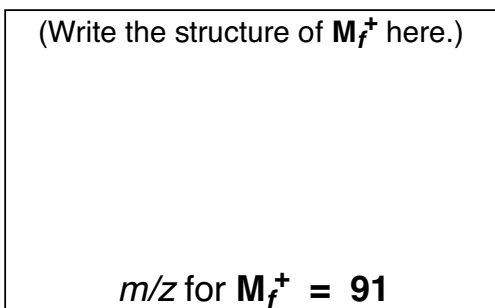 (Write the structure of M_f^+ here.)
m/z for M_f^+ = 91